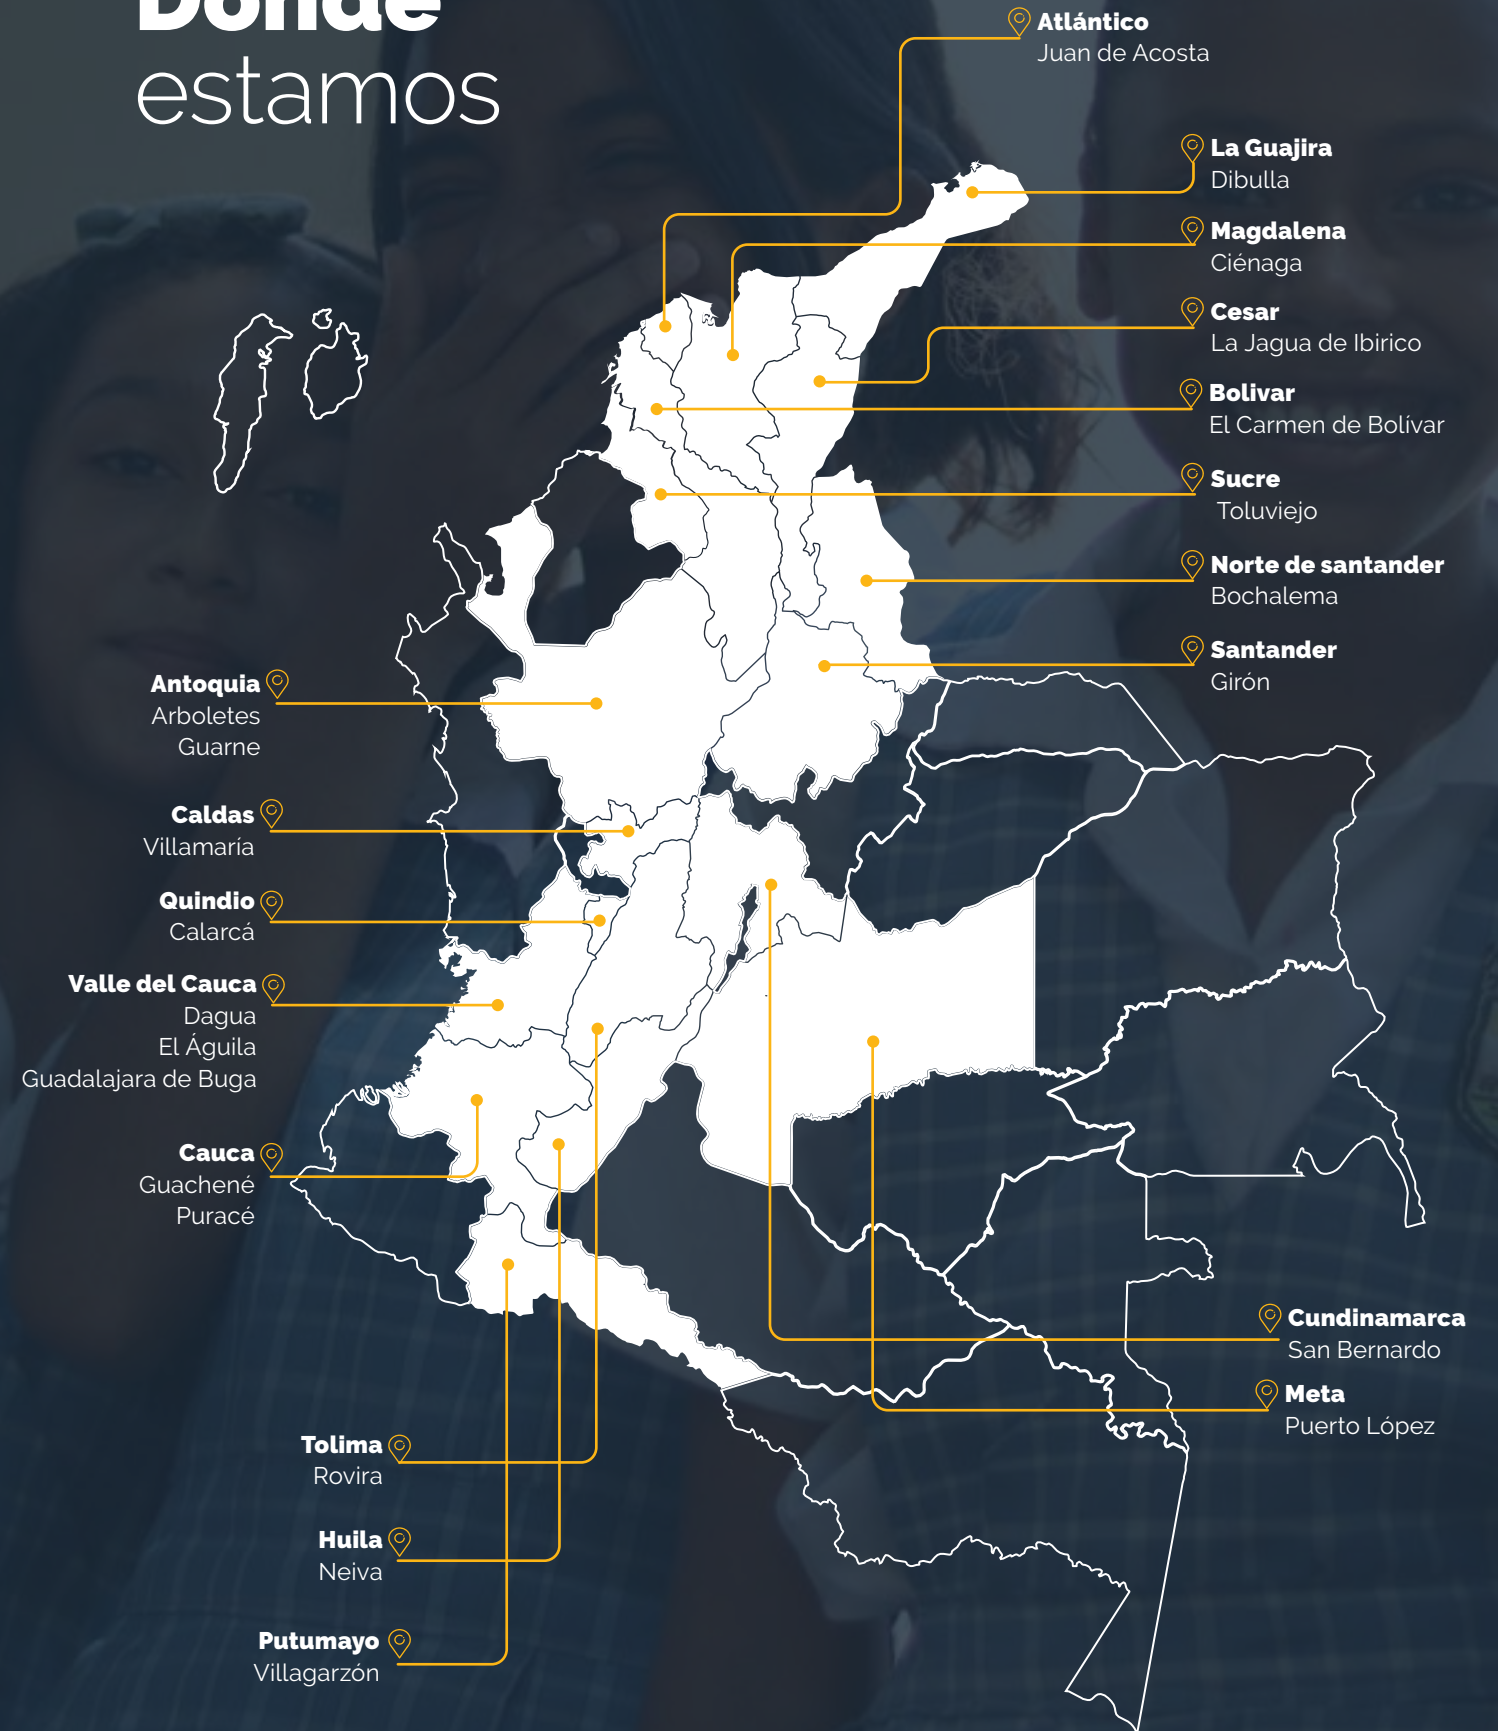 Dónde
estamos
Atlántico
Juan de Acosta
La Guajira
Dibulla
Magdalena
Ciénaga
Cesar
La Jagua de Ibirico
Bolivar
El Carmen de Bolívar
Sucre
Toluviejo
Norte de santander
Bochalema
Santander
Girón
Antoquia
Arboletes
Guarne
Caldas
Villamaría
Quindio
Calarcá
Valle del Cauca
Dagua
El Águila
Guadalajara de Buga
Cauca
Guachené
Puracé
Cundinamarca
San Bernardo
Meta
Puerto López
Tolima
Rovira
Huila
Neiva
Putumayo
Villagarzón